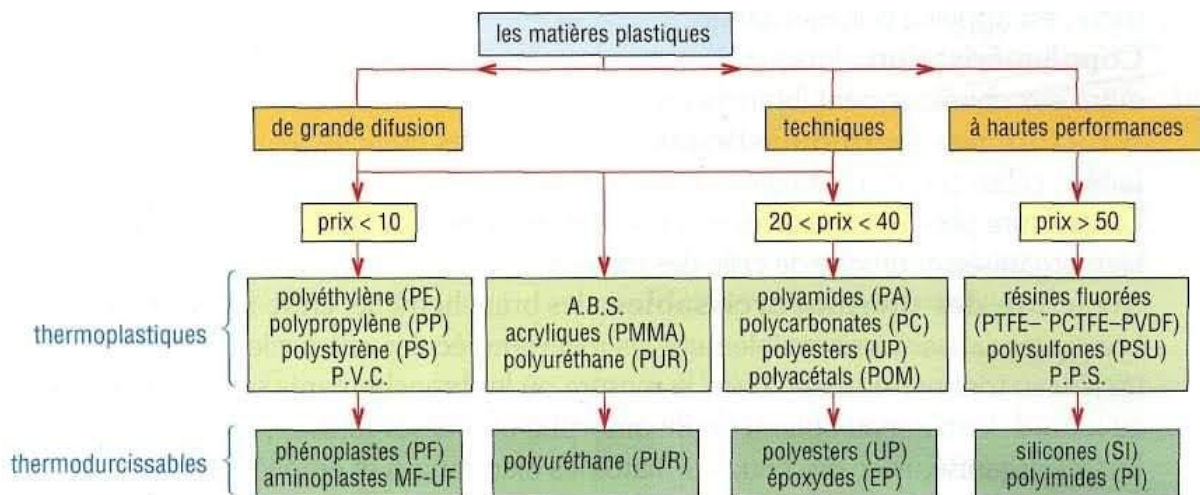 les matières plastiques
de grande difusion
techniques
à hautes performances
prix < 10
20 < prix < 40
prix > 50
thermoplastiques
polyéthylène (PE)
polypropylène (PP)
polystyrène (PS)
P.V.C.
A.B.S.
acryliques (PMMA)
polyuréthane (PUR)
polyamides (PA)
polycarbonates (PC)
polyesters (UP)
polyacétals (POM)
résines fluorées
(PTFE–PCTFE–PVDF)
polysulfones (PSU)
P.P.S.
thermodurcissables
phénoplastes (PF)
aminoplastes MF-UF
polyuréthane (PUR)
polyesters (UP)
époxydes (EP)
silicones (SI)
polyimides (PI)